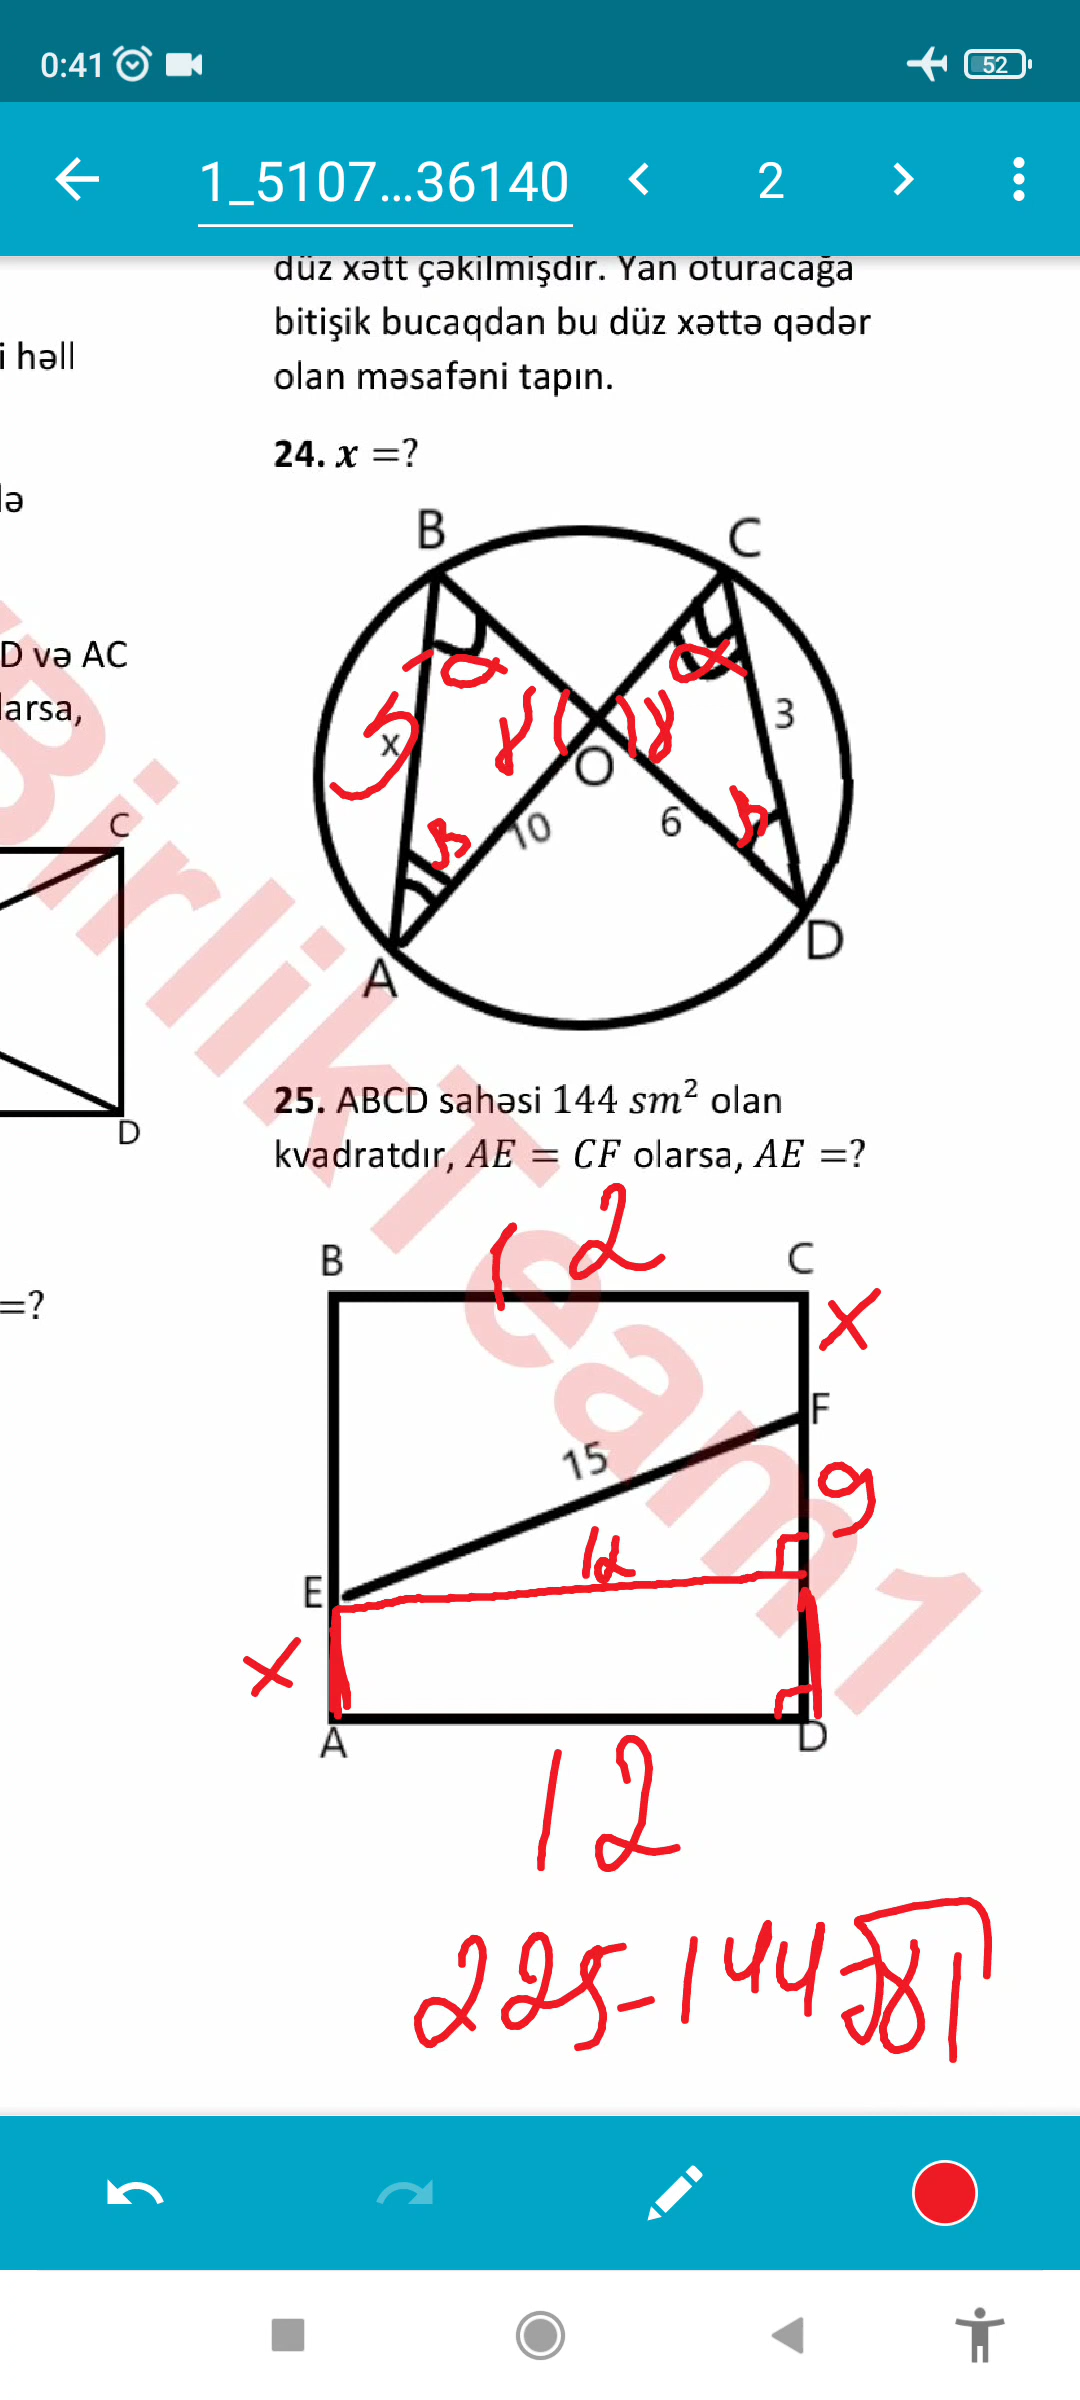 0:41
52
1_5107...36140
2
düz xətt çəkilmişdir. Yan oturacağa
bitişik bucaqdan bu düz xəttə qədər
olan məsafəni tapın.
i həll
lə
D və AC
larsa,
C
D
=?
24. x =?
B
C
α
α
5
x
γ
γ
3
O
β
10
6
β
A
D
25. ABCD sahəsi 144 sm² olan
kvadratdır, AE = CF olarsa, AE =?
12
B
C
x
F
15
9
12
E
x
A
D
12
225-144=√81
BirlikTeam1